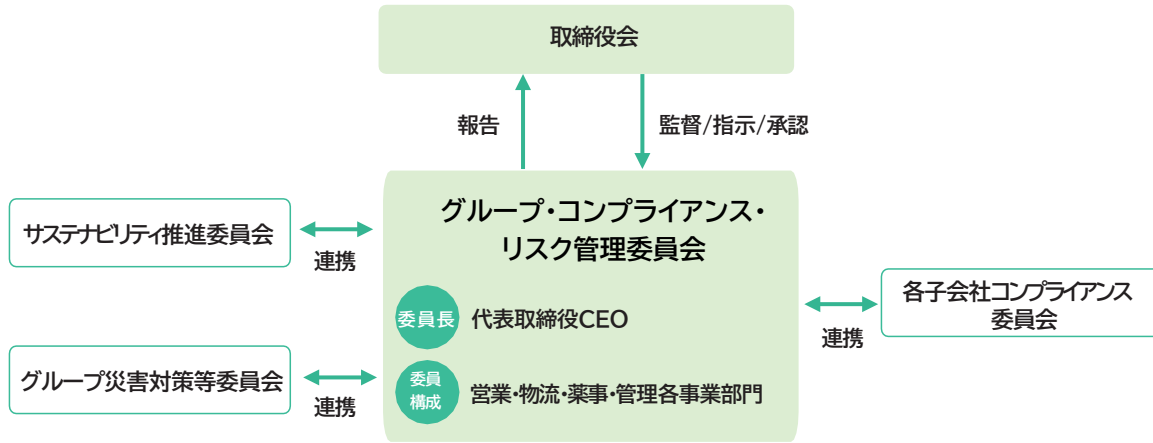 取締役会
報告
監督/指示/承認
グループ・コンプライアンス・
リスク管理委員会
サステナビリティ推進委員会
連携
委員長
代表取締役CEO
各子会社コンプライアンス
委員会
連携
グループ災害対策等委員会
連携
委員
構成
営業・物流・薬事・管理各事業部門